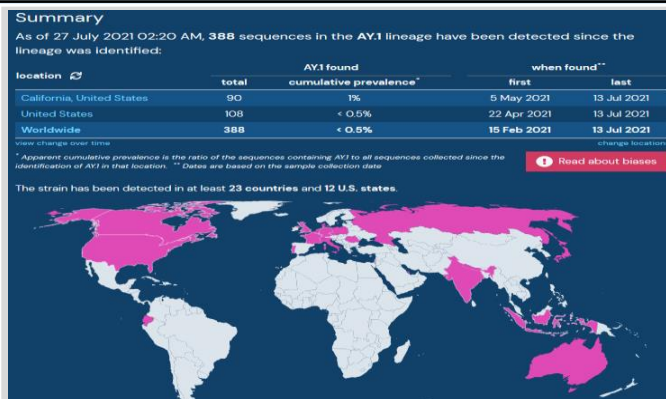 Summary
As of 27 July 2021 02:20 AM, 388 sequences in the AY.1 lineage have been detected since the
lineage was identified:
AY.1 found when found**
location total cumulative prevalence* first last
California, United States 90 1% 5 May 2021 13 Jul 2021
United States 108 < 0.5% 22 Apr 2021 13 Jul 2021
Worldwide 388 < 0.5% 15 Feb 2021 13 Jul 2021
view change over time change location
* Apparent cumulative prevalence is the ratio of the sequences containing AY.1 to all sequences collected since the
identification of AY.1 in that location. ** Dates are based on the sample collection date
! Read about biases
The strain has been detected in at least 23 countries and 12 U.S. states.